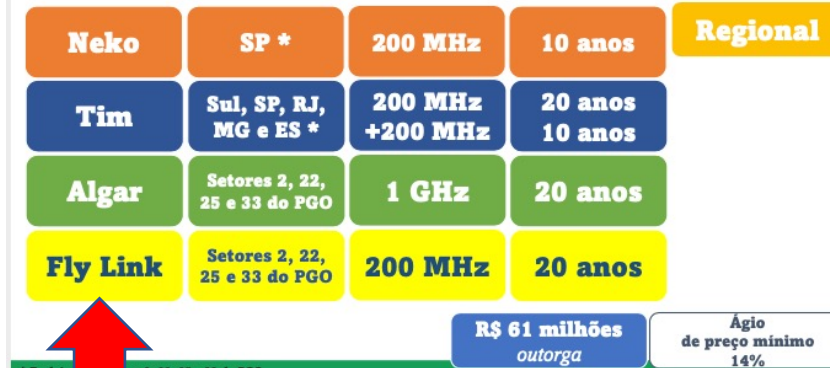 Neko
SP *
200 MHz
10 anos
Regional
Tim
Sul, SP, RJ,
MG e ES *
200 MHz
+200 MHz
20 anos
10 anos
Algar
Setores 2, 22,
25 e 33 do PGO
1 GHz
20 anos
Fly Link
Setores 2, 22,
25 e 33 do PGO
200 MHz
20 anos
R$ 61 milhões
outorga
Ágio
de preço mínimo
14%